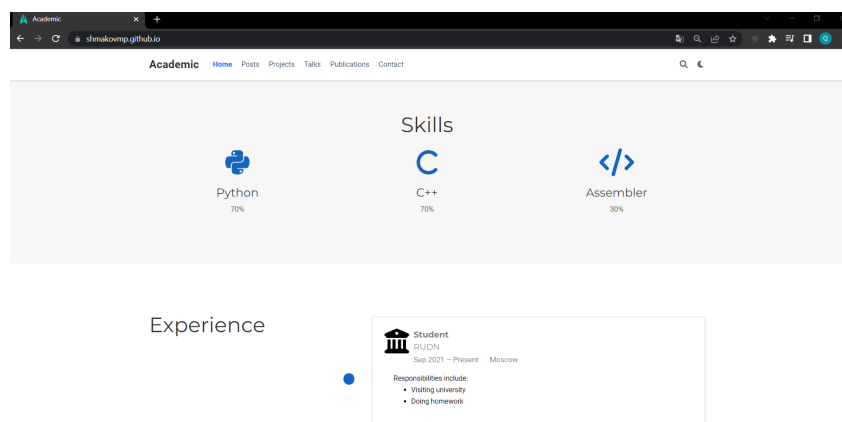 Academic
shmakovmp.github.io
Academic Home Posts Projects Talks Publications Contact
Skills
Python C++ Assembler
70% 70% 30%
Experience
Student
RUDN
Sep 2021 – Present · Moscow
Responsibilities include:
• Visiting university
• Doing homework